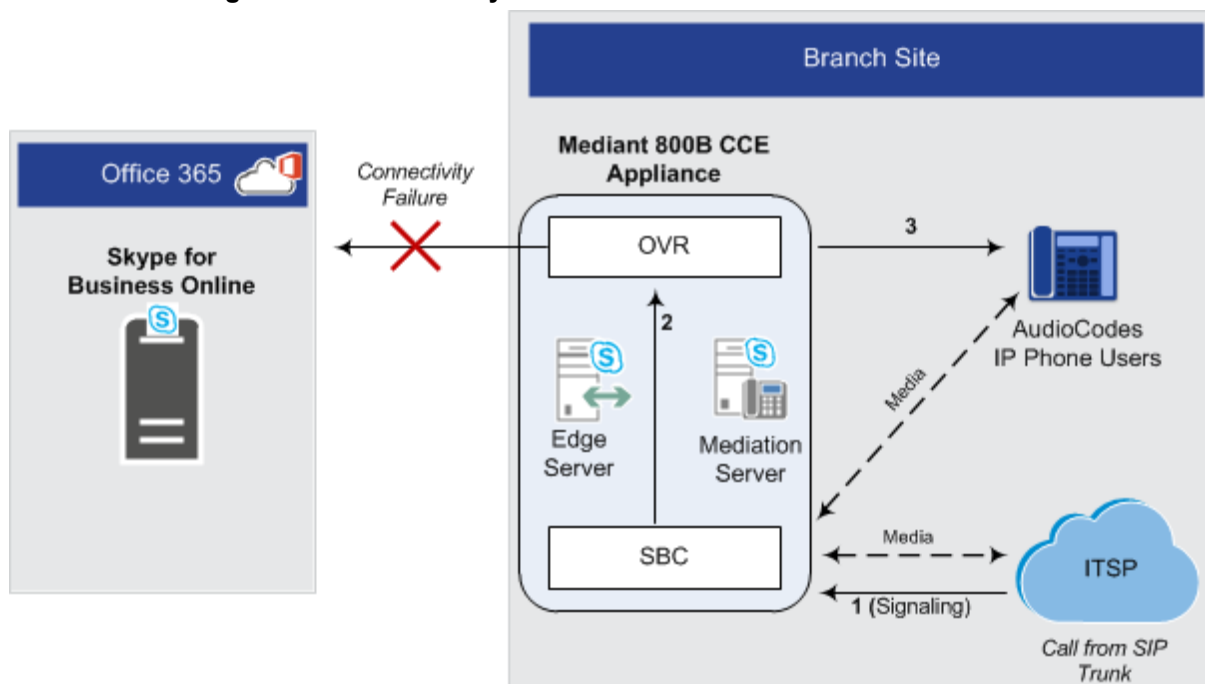 Branch Site
Office 365
Skype for
Business Online
Connectivity
Failure
Mediant 800B CCE
Appliance
OVR
2
Edge
Server
Mediation
Server
SBC
3
AudioCodes
IP Phone Users
Media
Media
1 (Signaling)
ITSP
Call from SIP
Trunk